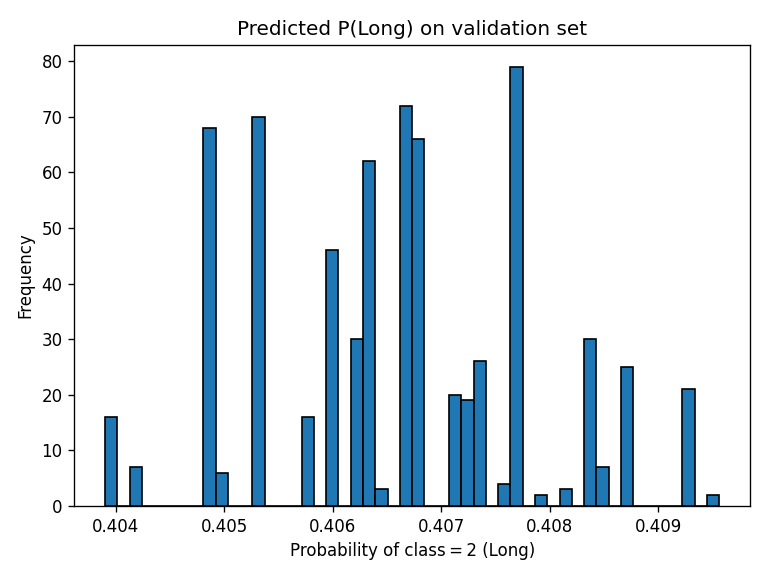 Predicted P(Long) on validation set
80
70
60
50
40
30
20
10
0
Frequency
0.404 0.405 0.406 0.407 0.408 0.409
Probability of class = 2 (Long)